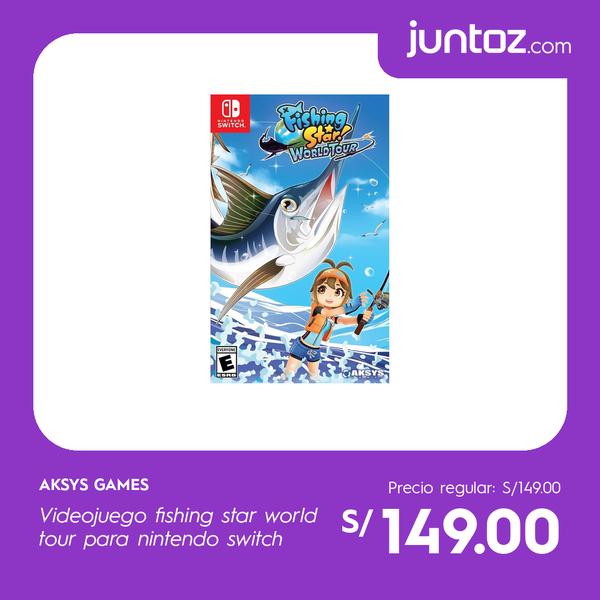 juntoz.com
NINTENDO
SWITCH
Fishing
Star!
WORLD TOUR
EVERYONE
E
ESRB
AKSYS
AKSYS GAMES
Precio regular: S/149.00
Videojuego fishing star world
tour para nintendo switch
S/ 149.00